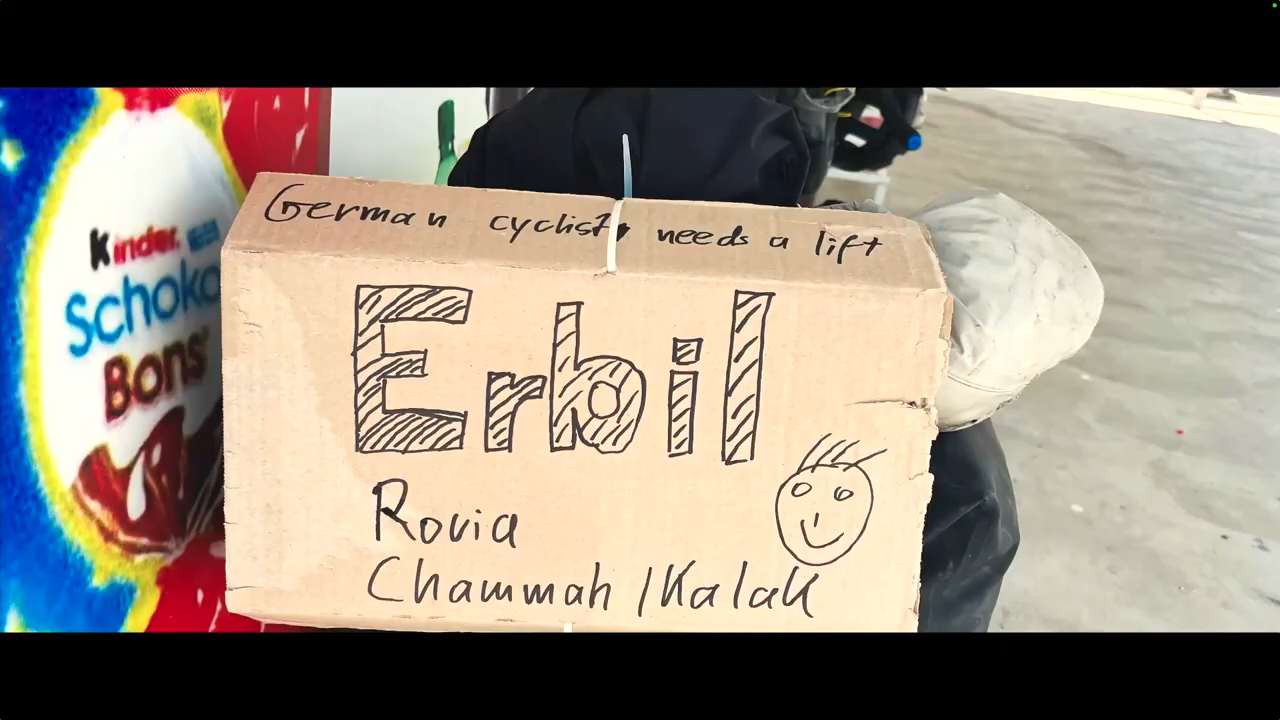 kinder
Schoko
Bons
German cyclist needs a lift
Erbil
Rovia
Chammah / Kalak